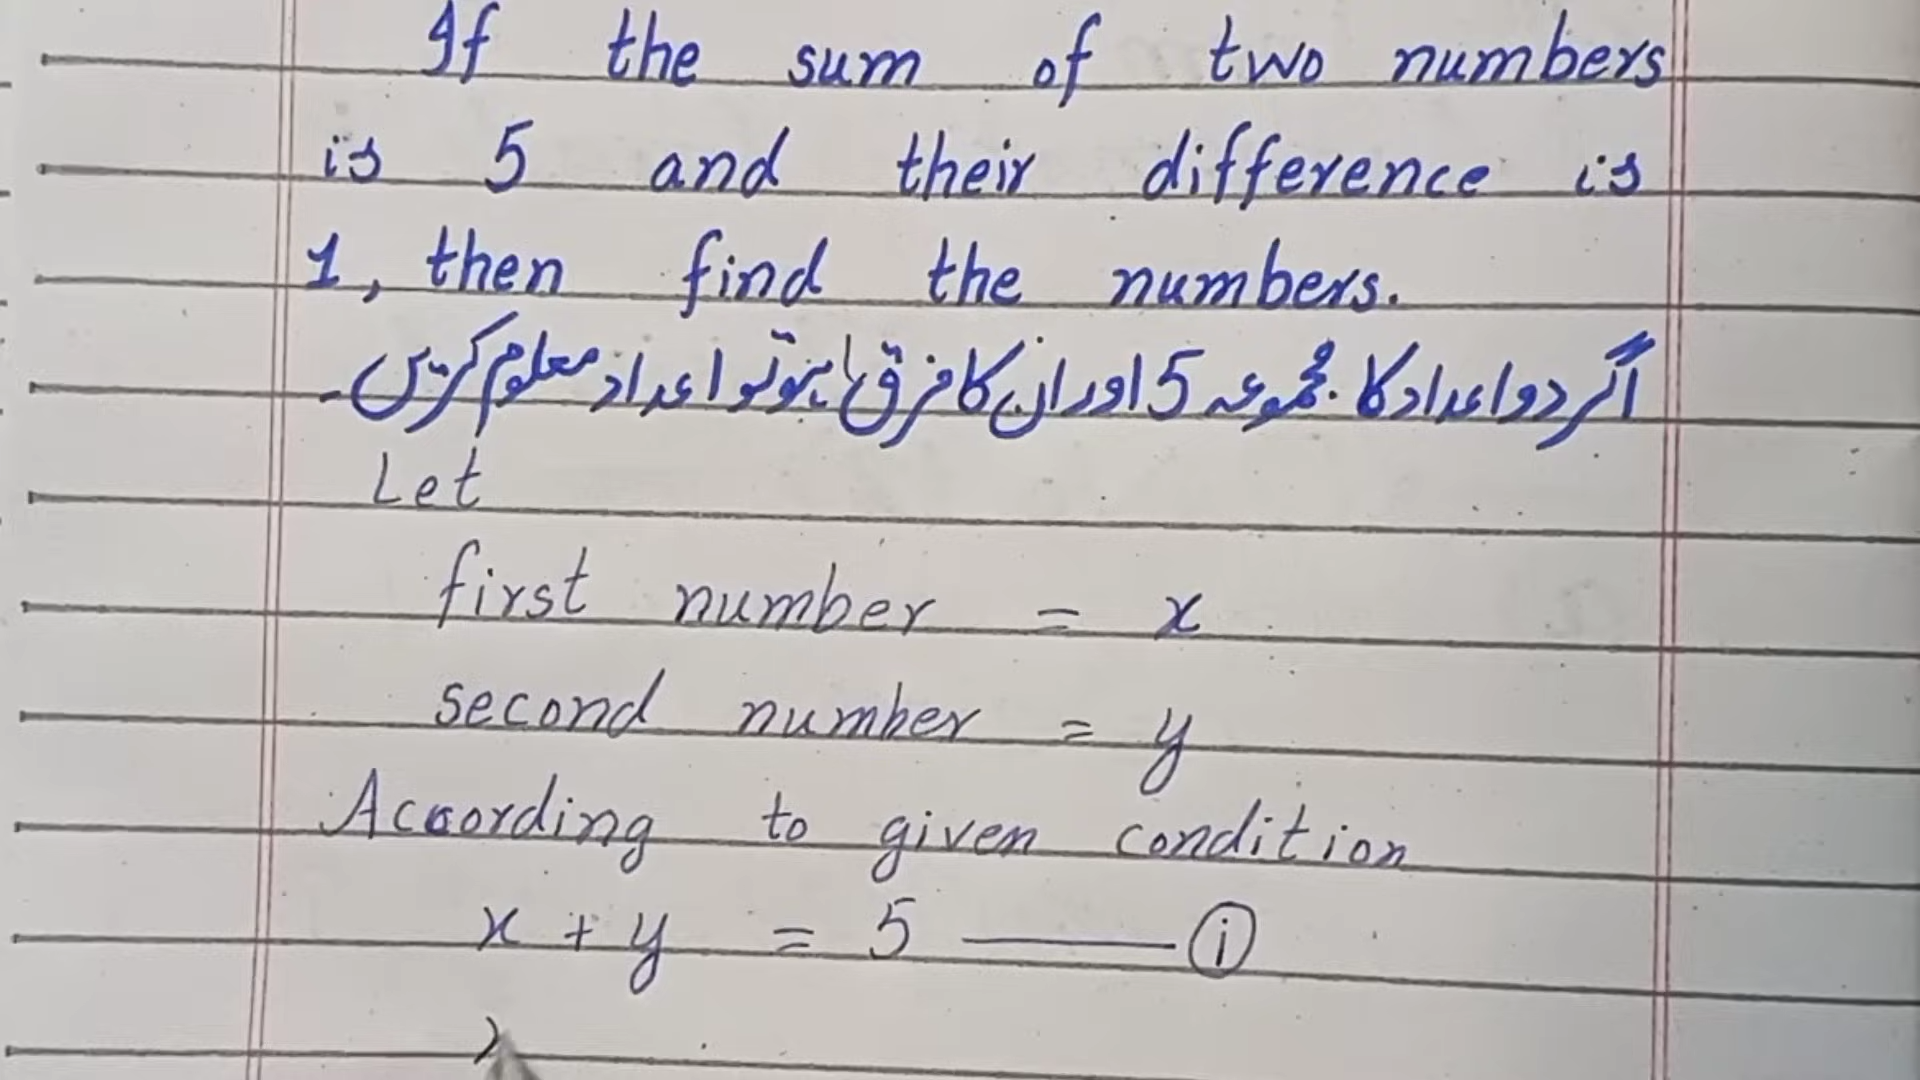 If the sum of two numbers
is 5 and their difference is
1, then find the numbers.
اگر دو اعداد کا مجموعہ 5 اور ان کا فرق 1 ہو تو اعداد معلوم کریں۔
Let
first number = x
second number = y
According to given condition
x + y = 5 ——— (i)